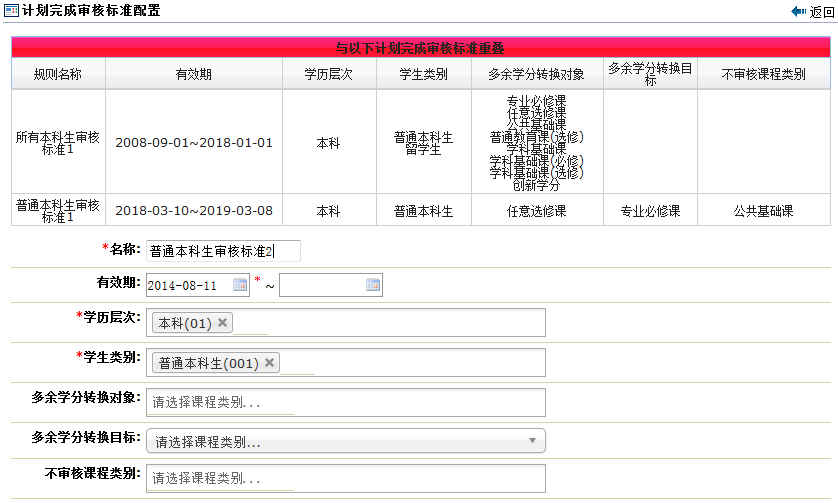 计划完成审核标准配置
返回
与以下计划完成审核标准重叠
规则名称 有效期 学历层次 学生类别 多余学分转换对象 多余学分转换目标 不审核课程类别
所有本科生审核标准1 2008-09-01~2018-01-01 本科 普通本科生 留学生
专业必修课
任意选修课
公共基础课
普通教育课(选修)
学科基础课
学科基础课(必修)
学科基础课(选修)
创新学分
普通本科生审核标准1 2018-03-10~2019-03-08 本科 普通本科生 任意选修课 专业必修课 公共基础课
*名称: 普通本科生审核标准2
有效期: 2014-08-11 * ~
*学历层次: 本科(01) ×
*学生类别: 普通本科生(001) ×
多余学分转换对象: 请选择课程类别...
多余学分转换目标: 请选择课程类别...
不审核课程类别: 请选择课程类别...